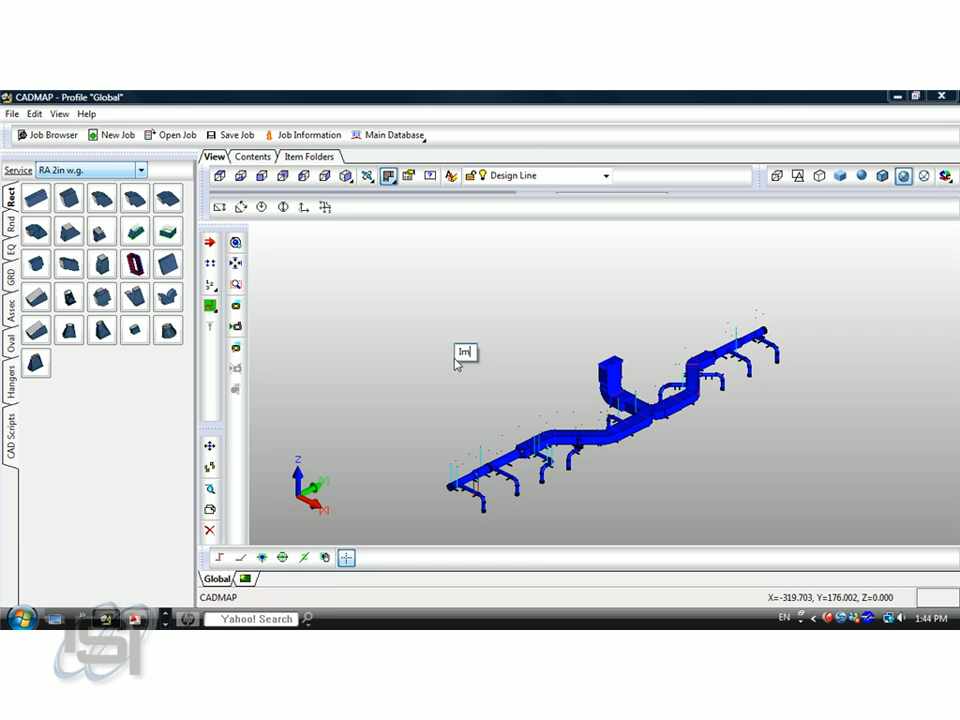 CADMAP - Profile "Global"
File Edit View Help
Job Browser New Job Open Job Save Job Job Information Main Database
View Contents Item Folders
Service RA 2in w.g.
Design Line
Rect
Rnd
EQ
GRD
Assec
Oval
Hangers
CAD Scripts
Im
Z
Global
CADMAP X=-319.703, Y=176.002, Z=0.000
Yahoo! Search EN 1:44 PM
ISI